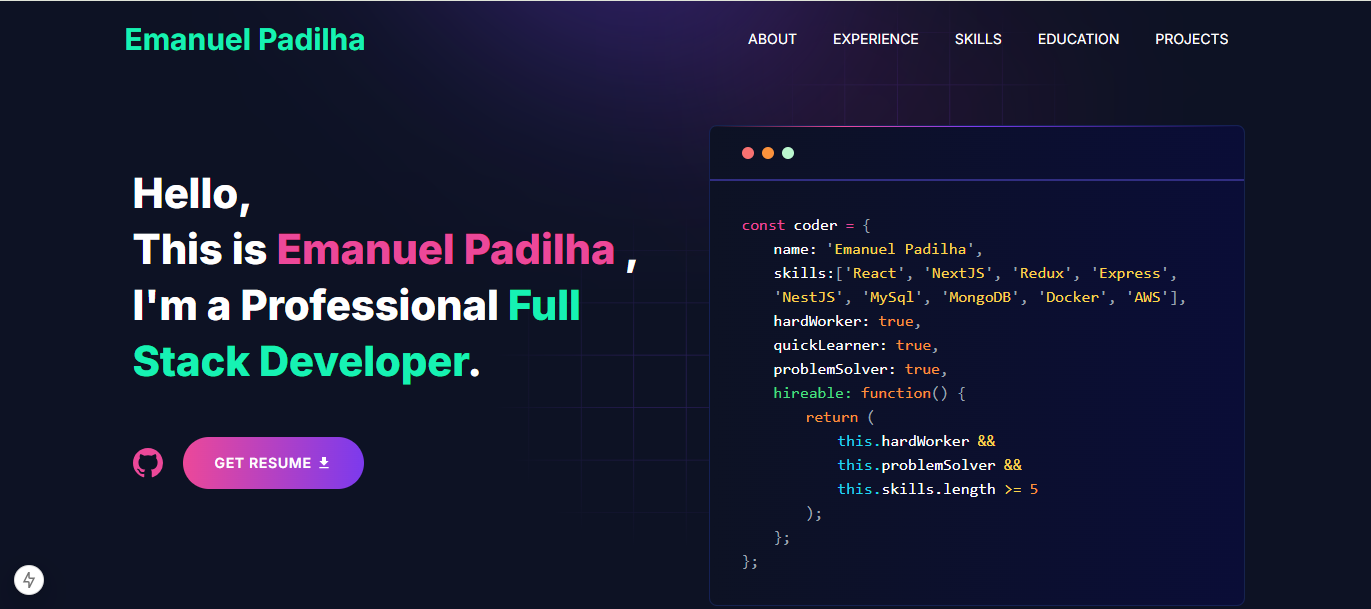 Emanuel Padilha
ABOUT EXPERIENCE SKILLS EDUCATION PROJECTS
Hello,
This is Emanuel Padilha ,
I'm a Professional Full
Stack Developer.
GET RESUME
const coder = {
name: 'Emanuel Padilha',
skills:['React', 'NextJS', 'Redux', 'Express',
'NestJS', 'MySql', 'MongoDB', 'Docker', 'AWS'],
hardWorker: true,
quickLearner: true,
problemSolver: true,
hireable: function() {
return (
this.hardWorker &&
this.problemSolver &&
this.skills.length >= 5
);
};
};